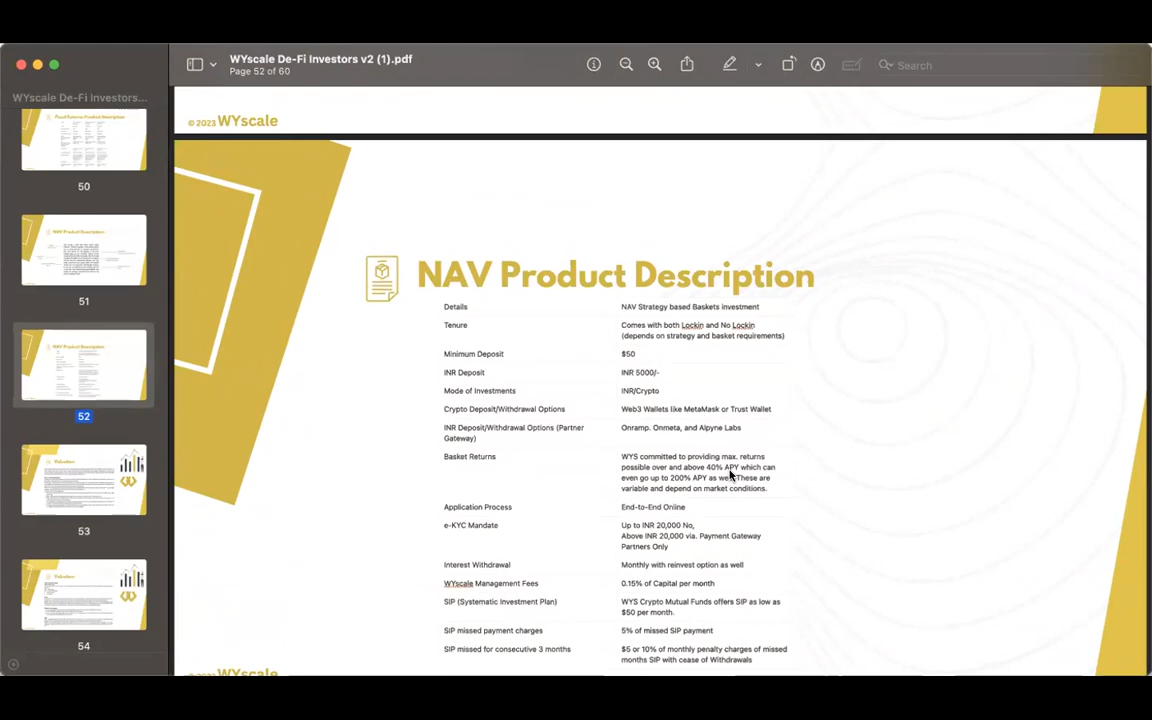 WYscale De-Fi Investors v2 (1).pdf
Page 52 of 60
Search
WYscale De-Fi Investors...
50
NAV Product Description
51
NAV Product Description
52
Valuation
53
Valuation
54
© 2023 WYscale
NAV Product Description
Details NAV Strategy based Baskets investment
Tenure Comes with both Lockin and No Lockin
(depends on strategy and basket requirements)
Minimum Deposit $50
INR Deposit INR 5000/-
Mode of Investments INR/Crypto
Crypto Deposit/Withdrawal Options Web3 Wallets like MetaMask or Trust Wallet
INR Deposit/Withdrawal Options (Partner Onramp. Onmeta, and Alpyne Labs
Gateway)
Basket Returns WYS committed to providing max. returns
possible over and above 40% APY which can
even go up to 200% APY as These are
variable and depend on market conditions.
Application Process End-to-End Online
e-KYC Mandate Up to INR 20,000 No,
Above INR 20,000 via. Payment Gateway
Partners Only
Interest Withdrawal Monthly with reinvest option as well
WYscale Management Fees 0.15% of Capital per month
SIP (Systematic Investment Plan) WYS Crypto Mutual Funds offers SIP as low as
$50 per month.
SIP missed payment charges 5% of missed SIP payment
SIP missed for consecutive 3 months $5 or 10% of monthly penalty charges of missed
months SIP with cease of Withdrawals
WYscale